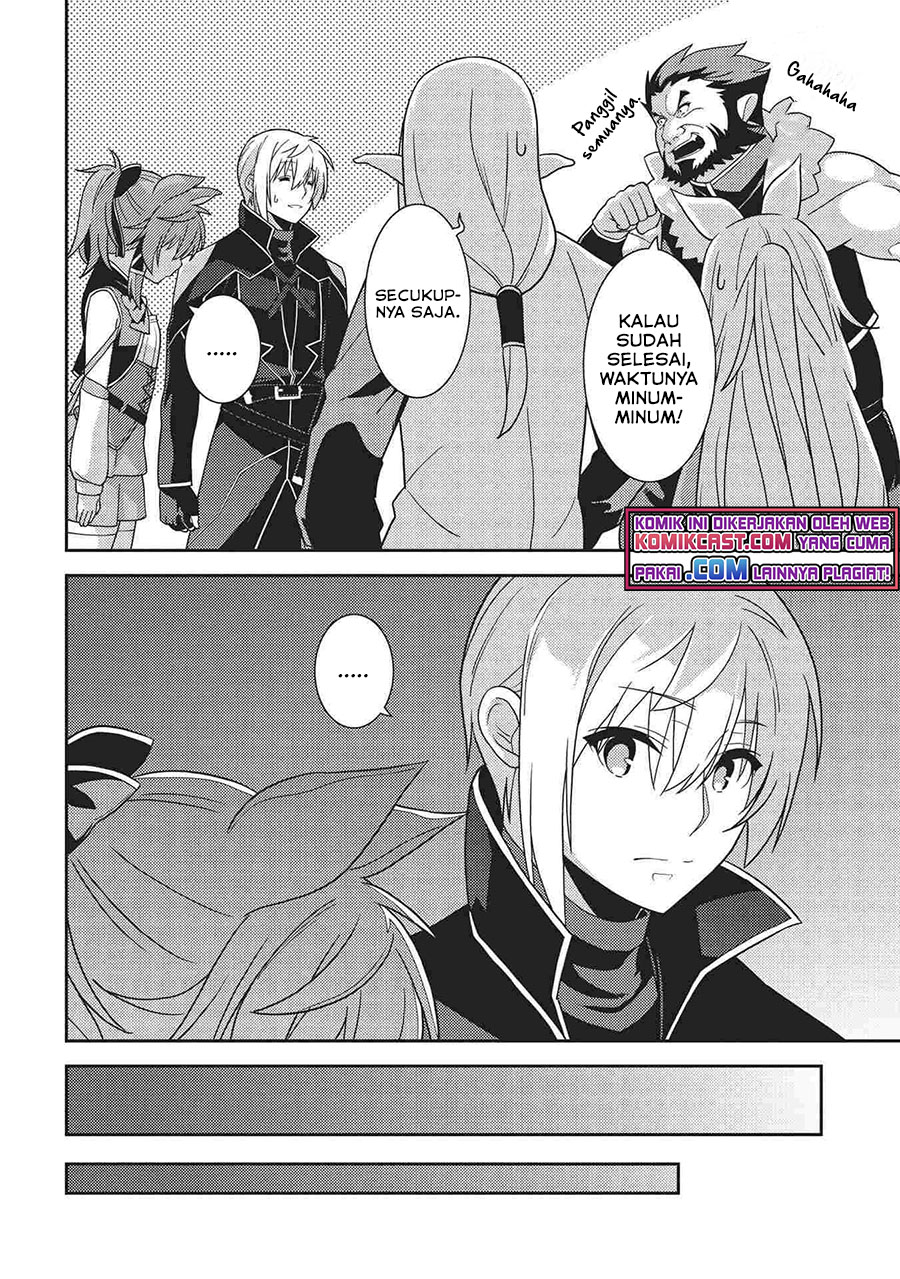 Gahahaha
Panggil
semuanya.
KALAU
SUDAH
SELESAI,
WAKTUNYA
MINUM-
MINUM!
SECUKUP-
NYA SAJA.
.....
KOMIK INI DIKERJAKAN OLEH WEB
KOMIKCAST.COM YANG CUMA
PAKAI .COM LAINNYA PLAGIAT!
.....